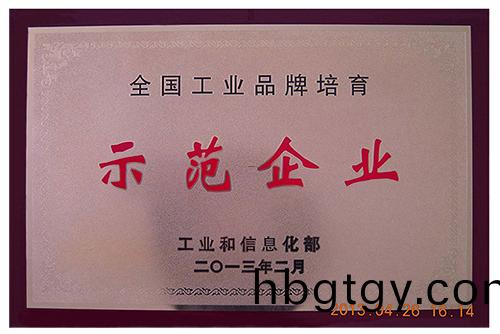 全国工业品牌培育
示范企业
工业和信息化部
二〇一三年二月
hbgtgy.com
2015.04.26 16:14